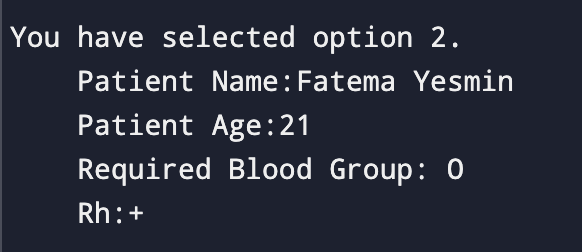 You have selected option 2.
Patient Name:Fatema Yesmin
Patient Age:21
Required Blood Group: O
Rh:+